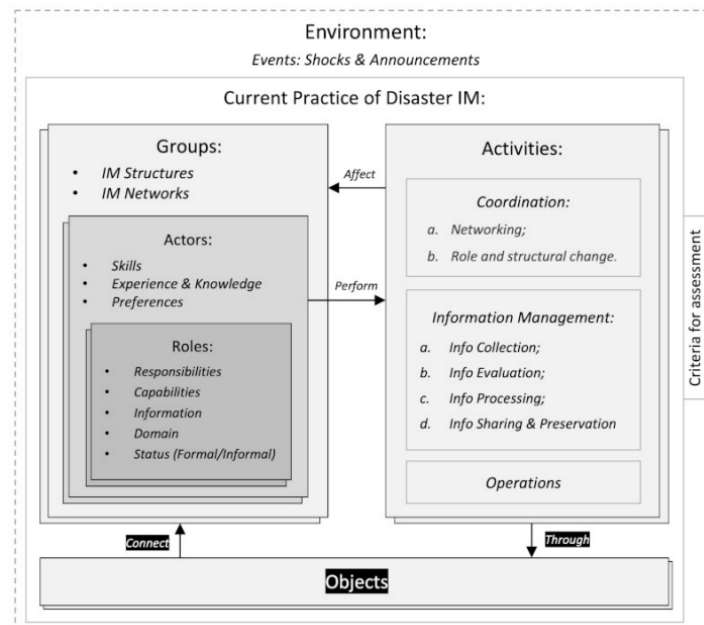 Environment:
Events: Shocks & Announcements
Current Practice of Disaster IM:
Groups:
• IM Structures
• IM Networks
Actors:
• Skills
• Experience & Knowledge
• Preferences
Roles:
• Responsibilities
• Capabilities
• Information
• Domain
• Status (Formal/Informal)
Affect
Perform
Activities:
Coordination:
a. Networking;
b. Role and structural change.
Information Management:
a. Info Collection;
b. Info Evaluation;
c. Info Processing;
d. Info Sharing & Preservation
Operations
Criteria for assessment
Connect
Through
Objects